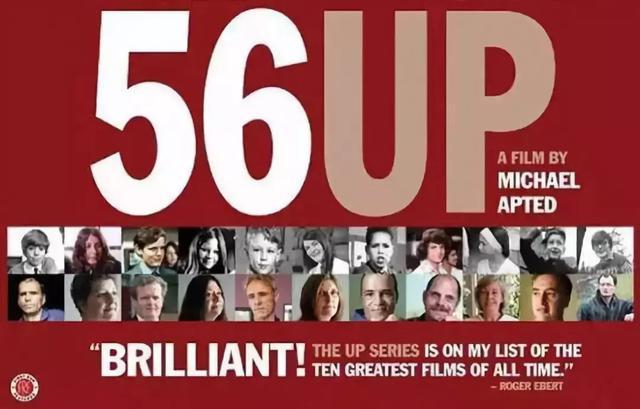 56UP
A FILM BY
MICHAEL
APTED
“BRILLIANT! THE UP SERIES IS ON MY LIST OF THE
TEN GREATEST FILMS OF ALL TIME.”
– ROGER EBERT